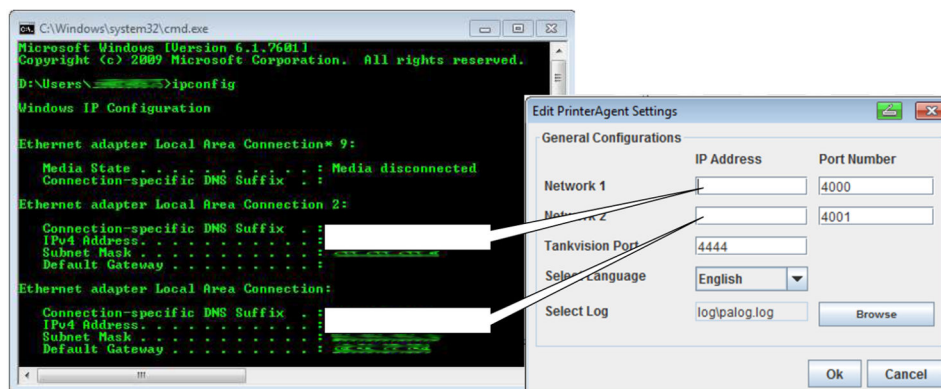 C:\Windows\system32\cmd.exe
Microsoft Windows [Version 6.1.7601]
Copyright (c) 2009 Microsoft Corporation.  All rights reserved.
D:\Users\ >ipconfig
Windows IP Configuration
Ethernet adapter Local Area Connection* 9:
Media State . . . . . . . . . . . : Media disconnected
Connection-specific DNS Suffix  . :
Ethernet adapter Local Area Connection 2:
Connection-specific DNS Suffix  . :
IPv4 Address. . . . . . . . . . . :
Subnet Mask . . . . . . . . . . . :
Default Gateway . . . . . . . . . :
Ethernet adapter Local Area Connection:
Connection-specific DNS Suffix  . :
IPv4 Address. . . . . . . . . . . :
Subnet Mask . . . . . . . . . . . :
Default Gateway . . . . . . . . . :
Edit PrinterAgent Settings
General Configurations
IP Address Port Number
Network 1 4000
Network 2 4001
Tankvision Port 4444
Select Language English
Select Log log\palog.log Browse
Ok Cancel